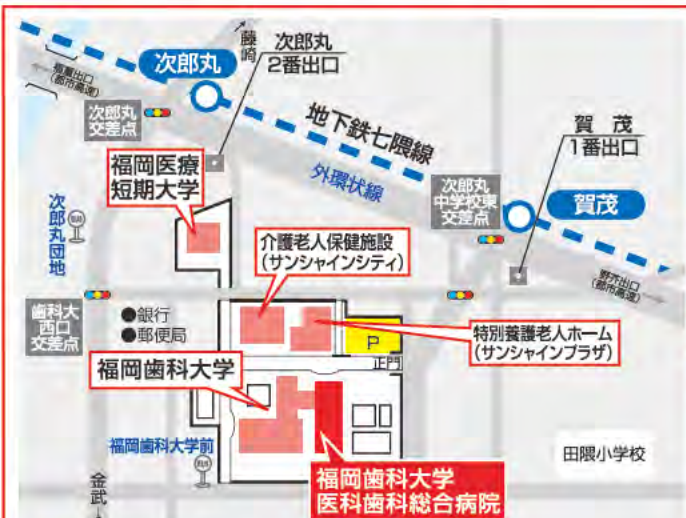 藤崎
次郎丸
2番出口
次郎丸
福重出口
(都市高速)
次郎丸
交差点
地下鉄七隈線
外環状線
賀茂
1番出口
福岡医療
短期大学
次郎丸
中学校東
交差点
賀茂
次郎丸団地
介護老人保健施設
(サンシャインシティ)
野芥出口
(都市高速)
歯科大
西口
交差点
●銀行
●郵便局
P
特別養護老人ホーム
(サンシャインプラザ)
正門
福岡歯科大学
福岡歯科大学前
田隈小学校
福岡歯科大学
医科歯科総合病院
金武